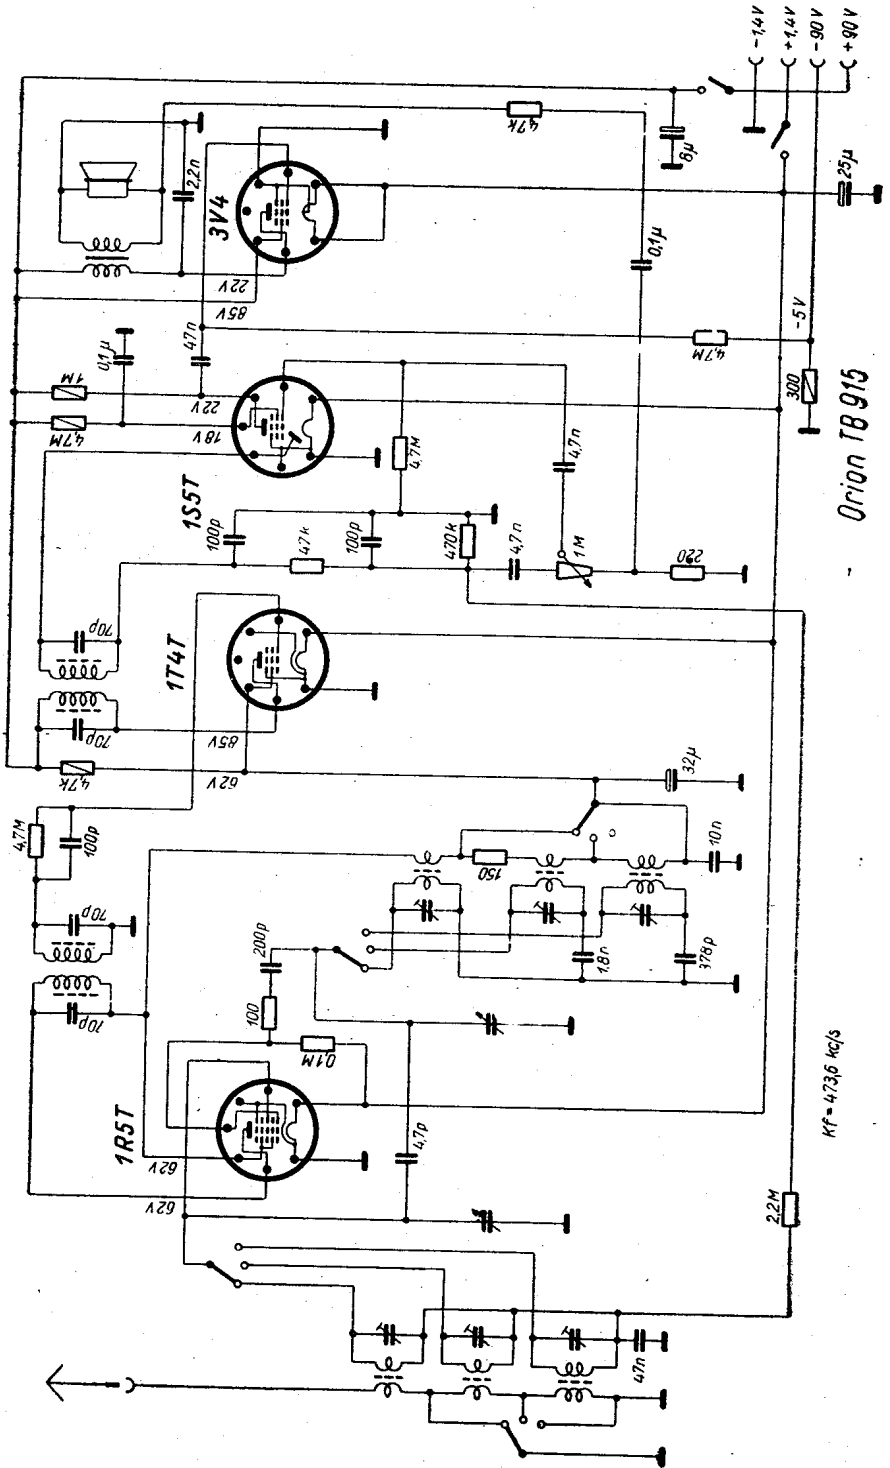 -1,4V
+1,4V
-90V
+90V
4,7k
8µ
25µ
2,2n
3V4
0,1µ
22V
85V
-5V
47n
4,7M
300
0,1µ
1M
22V
4,7M
18V
4,7M
4,7n
Orion TB 915
1S5T
100p
47k
100p
470k
4,7n
1M
220
70p
1T4T
70p
85V
4,7k
62V
32µ
4,7M
100p
150
10n
70p
200p
1,8n
378p
70p
100
0,1M
1R5T
Kf = 473,6 kc/s
62V
4,7p
62V
2,2M
47n